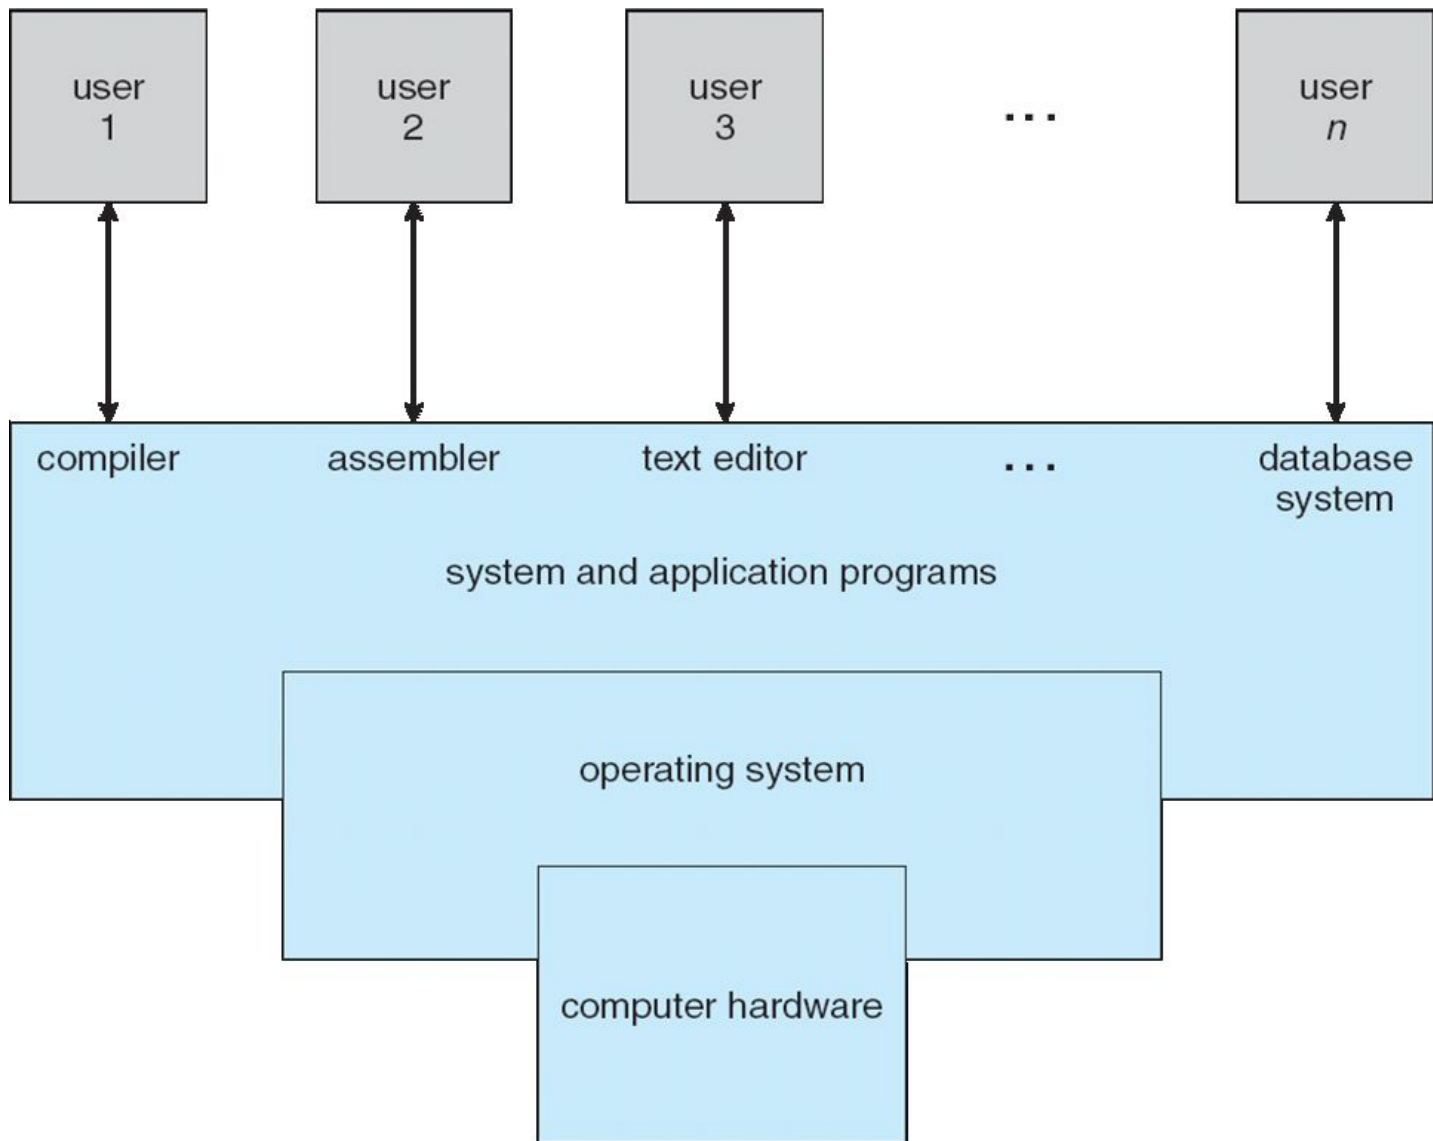 user
1
user
2
user
3
...
user
n
compiler
assembler
text editor
...
database
system
system and application programs
operating system
computer hardware